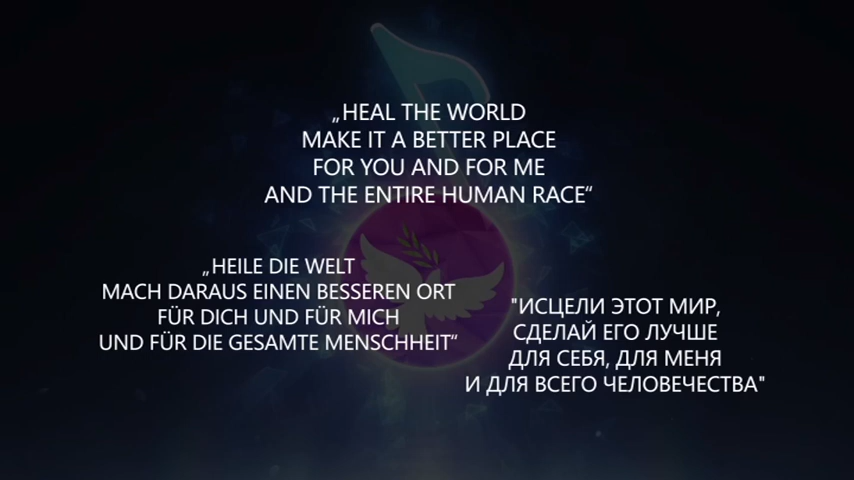 „HEAL THE WORLD
MAKE IT A BETTER PLACE
FOR YOU AND FOR ME
AND THE ENTIRE HUMAN RACE“
„HEILE DIE WELT
MACH DARAUS EINEN BESSEREN ORT
FÜR DICH UND FÜR MICH
UND FÜR DIE GESAMTE MENSCHHEIT“
"ИСЦЕЛИ ЭТОТ МИР,
СДЕЛАЙ ЕГО ЛУЧШЕ
ДЛЯ СЕБЯ, ДЛЯ МЕНЯ
И ДЛЯ ВСЕГО ЧЕЛОВЕЧЕСТВА"